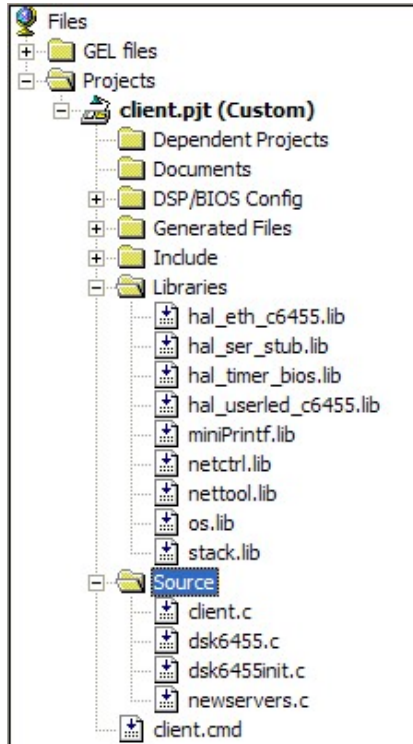 Files
GEL files
Projects
client.pjt (Custom)
Dependent Projects
Documents
DSP/BIOS Config
Generated Files
Include
Libraries
hal_eth_c6455.lib
hal_ser_stub.lib
hal_timer_bios.lib
hal_userled_c6455.lib
miniPrintf.lib
netctrl.lib
nettool.lib
os.lib
stack.lib
Source
client.c
dsk6455.c
dsk6455init.c
newservers.c
client.cmd